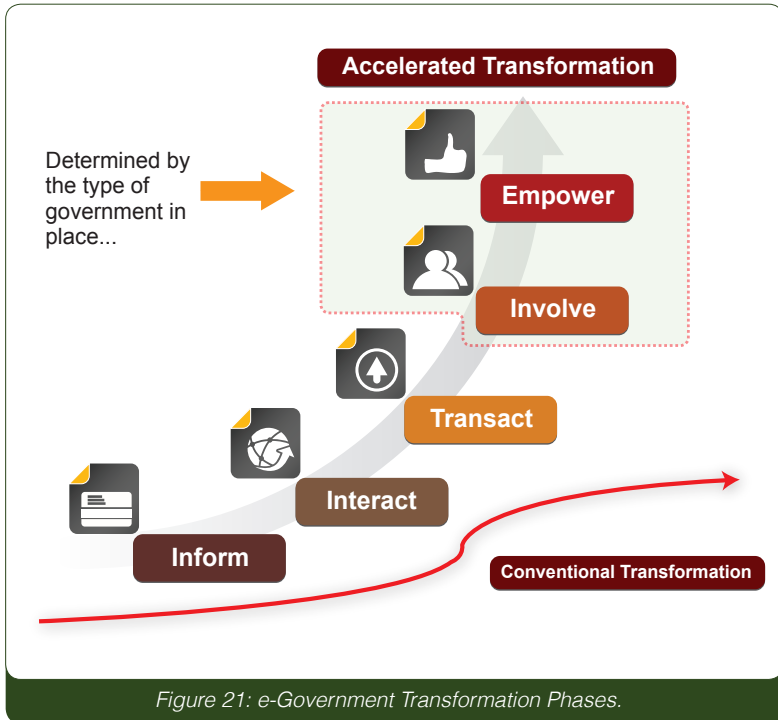 Accelerated Transformation
Determined by
the type of
government in
place...
Empower
Involve
Transact
Interact
Inform
Conventional Transformation
Figure 21: e-Government Transformation Phases.